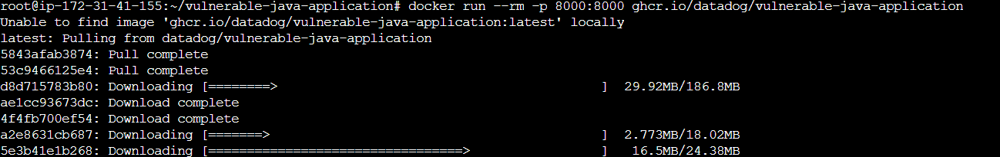 root@ip-172-31-41-155:~/vulnerable-java-application# docker run --rm -p 8000:8000 ghcr.io/datadog/vulnerable-java-application
Unable to find image 'ghcr.io/datadog/vulnerable-java-application:latest' locally
latest: Pulling from datadog/vulnerable-java-application
5843afab3874: Pull complete
53c9466125e4: Pull complete
d8d715783b80: Downloading [========>                                          ]  29.92MB/186.8MB
ae1cc93673dc: Download complete
4f4fb700ef54: Download complete
a2e8631cb687: Downloading [=======>                                           ]  2.773MB/18.02MB
5e3b41e1b268: Downloading [=================================>                 ]   16.5MB/24.38MB